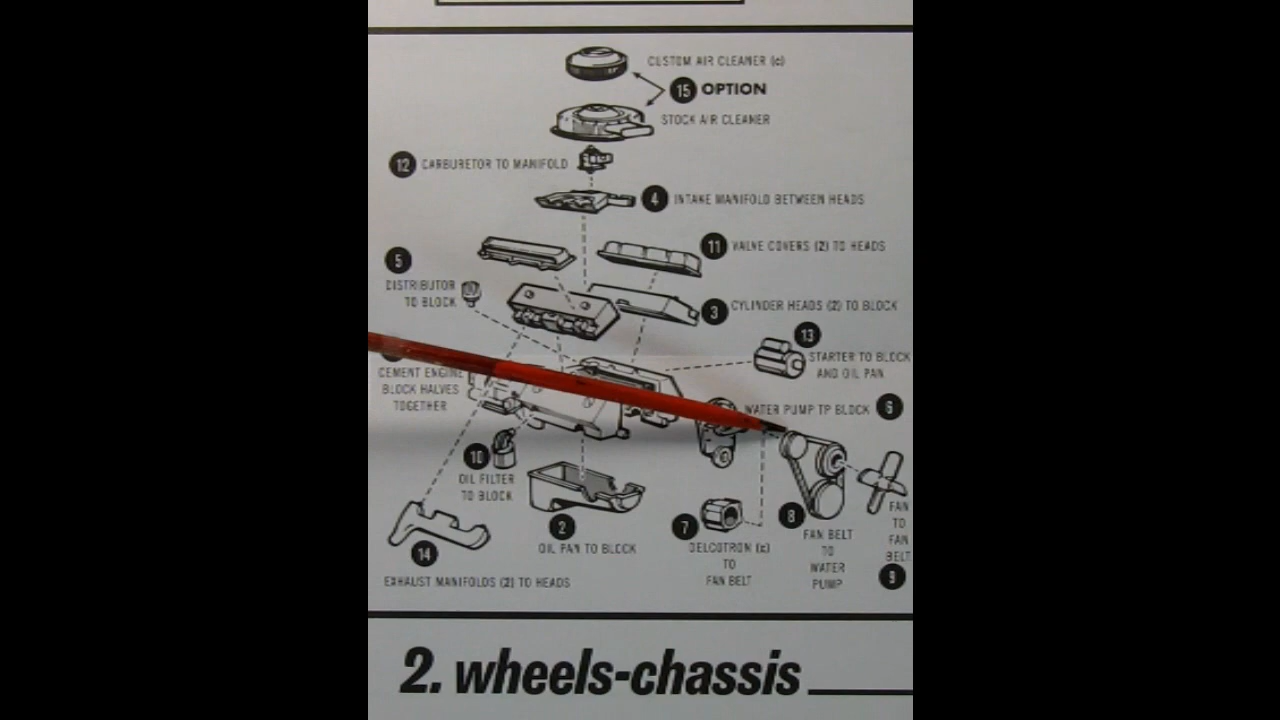 CUSTOM AIR CLEANER (c)
15 OPTION
STOCK AIR CLEANER
12 CARBURETOR TO MANIFOLD
4 INTAKE MANIFOLD BETWEEN HEADS
11 VALVE COVERS (2) TO HEADS
5
DISTRIBUTOR
TO BLOCK
3 CYLINDER HEADS (2) TO BLOCK
13
STARTER TO BLOCK
AND OIL PAN
CEMENT ENGINE
BLOCK HALVES
TOGETHER
WATER PUMP TP BLOCK 6
10
OIL FILTER
TO BLOCK
2
OIL PAN TO BLOCK
7
DELCOTRON (c)
TO
FAN BELT
8
FAN BELT
TO
WATER
PUMP
FAN
TO
FAN
BELT
9
14
EXHAUST MANIFOLDS (2) TO HEADS
2. wheels-chassis